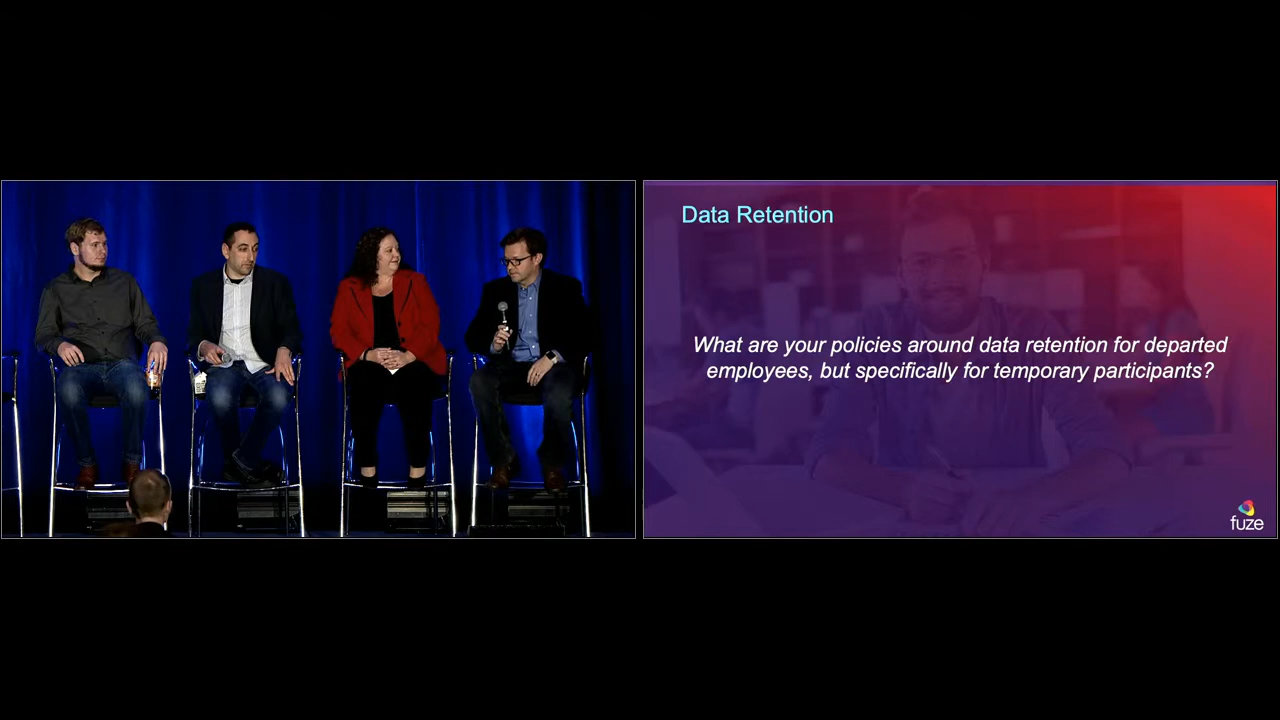 Data Retention
What are your policies around data retention for departed
employees, but specifically for temporary participants?
fuze